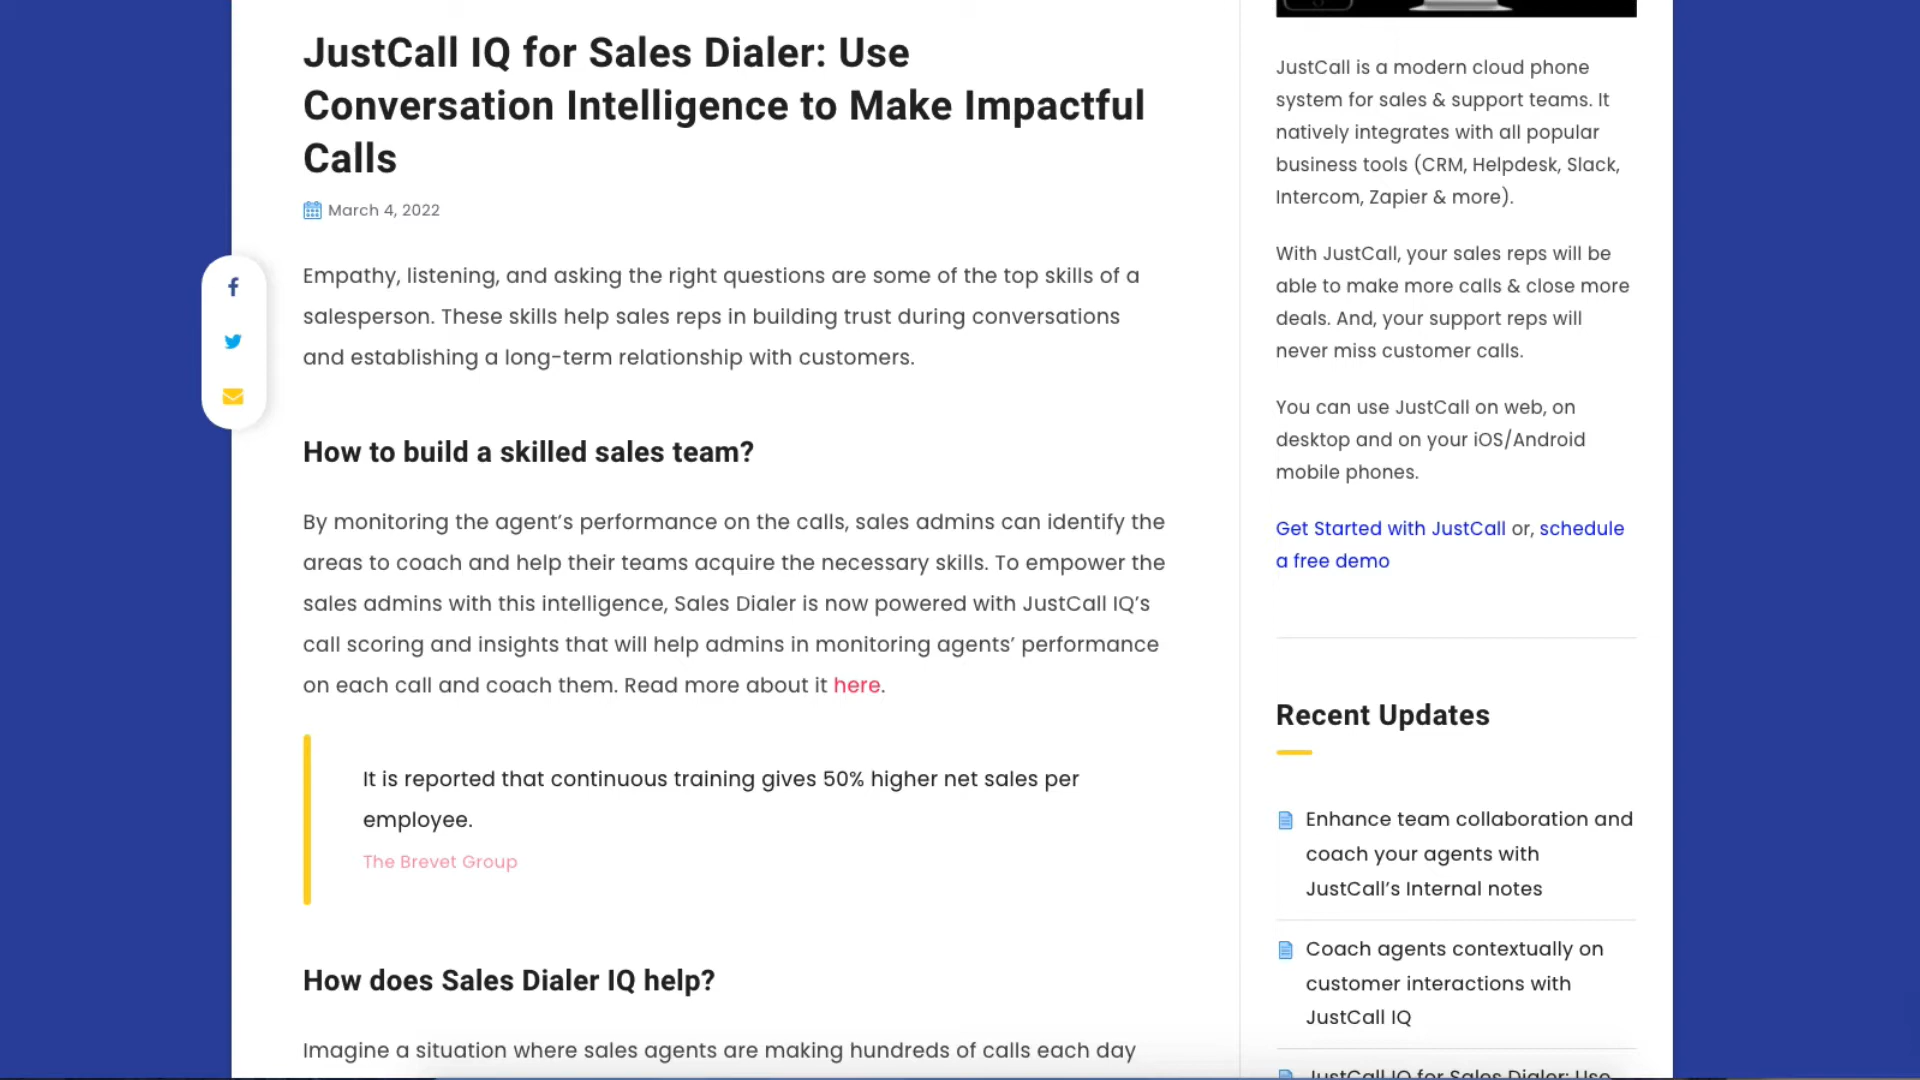 JustCall IQ for Sales Dialer: Use
Conversation Intelligence to Make Impactful
Calls
March 4, 2022
Empathy, listening, and asking the right questions are some of the top skills of a
salesperson. These skills help sales reps in building trust during conversations
and establishing a long-term relationship with customers.
How to build a skilled sales team?
By monitoring the agent’s performance on the calls, sales admins can identify the
areas to coach and help their teams acquire the necessary skills. To empower the
sales admins with this intelligence, Sales Dialer is now powered with JustCall IQ’s
call scoring and insights that will help admins in monitoring agents’ performance
on each call and coach them. Read more about it here.
It is reported that continuous training gives 50% higher net sales per
employee.
The Brevet Group
How does Sales Dialer IQ help?
Imagine a situation where sales agents are making hundreds of calls each day
JustCall is a modern cloud phone
system for sales & support teams. It
natively integrates with all popular
business tools (CRM, Helpdesk, Slack,
Intercom, Zapier & more).
With JustCall, your sales reps will be
able to make more calls & close more
deals. And, your support reps will
never miss customer calls.
You can use JustCall on web, on
desktop and on your iOS/Android
mobile phones.
Get Started with JustCall or, schedule
a free demo
Recent Updates
Enhance team collaboration and
coach your agents with
JustCall’s Internal notes
Coach agents contextually on
customer interactions with
JustCall IQ
JustCall IQ for Sales Dialer: Use